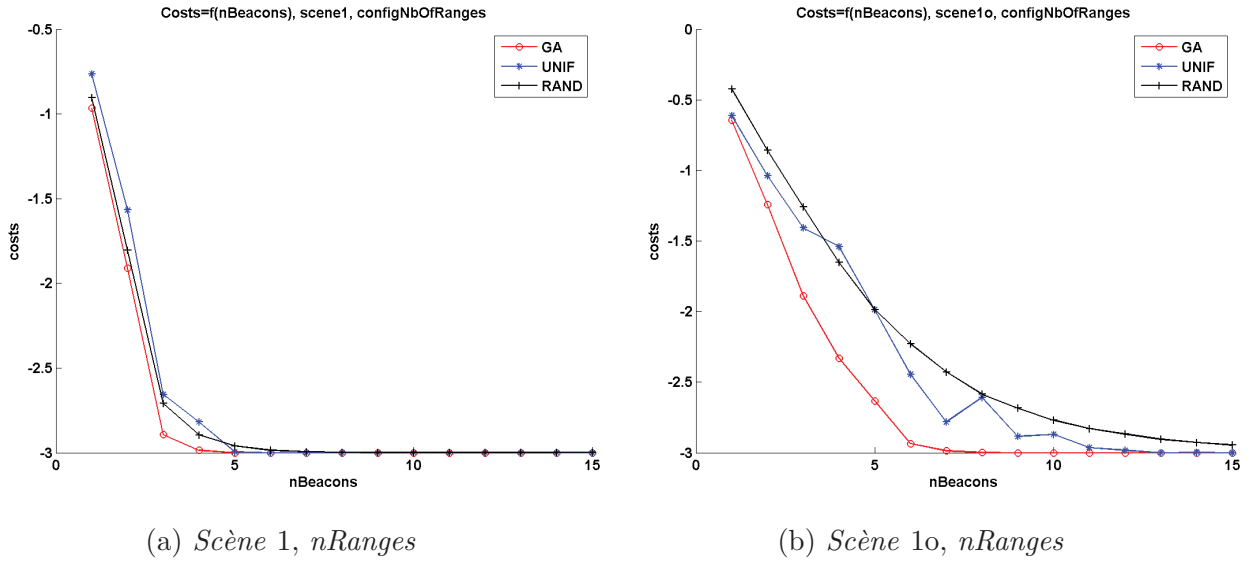 Costs=f(nBeacons), scene1, configNbOfRanges
-0.5
-1
-1.5
-2
-2.5
-3
costs
0
5
10
15
nBeacons
GA
UNIF
RAND
(a) Scène 1, nRanges
Costs=f(nBeacons), scene1o, configNbOfRanges
0
-0.5
-1
-1.5
-2
-2.5
-3
costs
0
5
10
15
nBeacons
GA
UNIF
RAND
(b) Scène 1o, nRanges